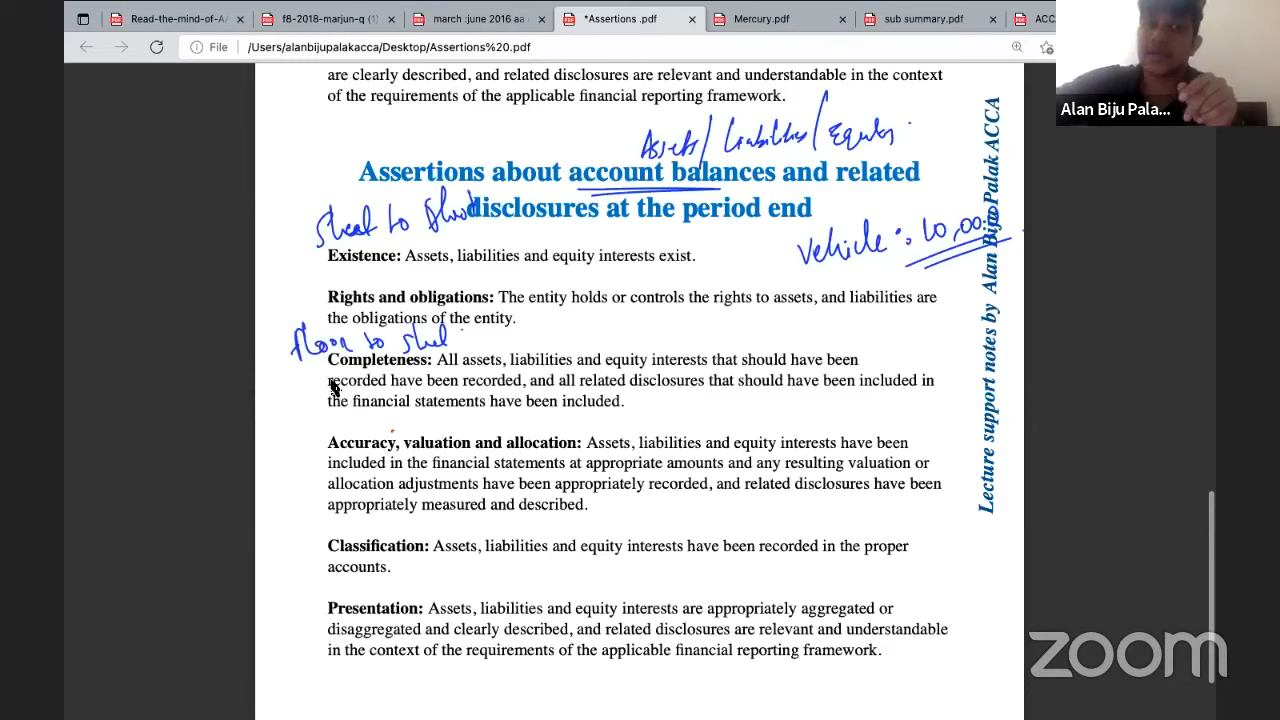 Read-the-mind-of-A
f8-2018-marjun-q (1)
march :june 2016 aa
*Assertions .pdf
Mercury.pdf
sub summary.pdf
ACC
File /Users/alanbijupalakacca/Desktop/Assertions%20.pdf
Alan Biju Pala...
are clearly described, and related disclosures are relevant and understandable in the context
of the requirements of the applicable financial reporting framework.
Assets/ Liabilities/ Equity
Assertions about account balances and related
disclosures at the period end
Sheet to floor
Vehicle : 10,000
Existence: Assets, liabilities and equity interests exist.
Rights and obligations: The entity holds or controls the rights to assets, and liabilities are
the obligations of the entity.
floor to sheet
Completeness: All assets, liabilities and equity interests that should have been
recorded have been recorded, and all related disclosures that should have been included in
the financial statements have been included.
Accuracy, valuation and allocation: Assets, liabilities and equity interests have been
included in the financial statements at appropriate amounts and any resulting valuation or
allocation adjustments have been appropriately recorded, and related disclosures have been
appropriately measured and described.
Classification: Assets, liabilities and equity interests have been recorded in the proper
accounts.
Presentation: Assets, liabilities and equity interests are appropriately aggregated or
disaggregated and clearly described, and related disclosures are relevant and understandable
in the context of the requirements of the applicable financial reporting framework.
Lecture support notes by Alan Biju Palak ACCA
zoom